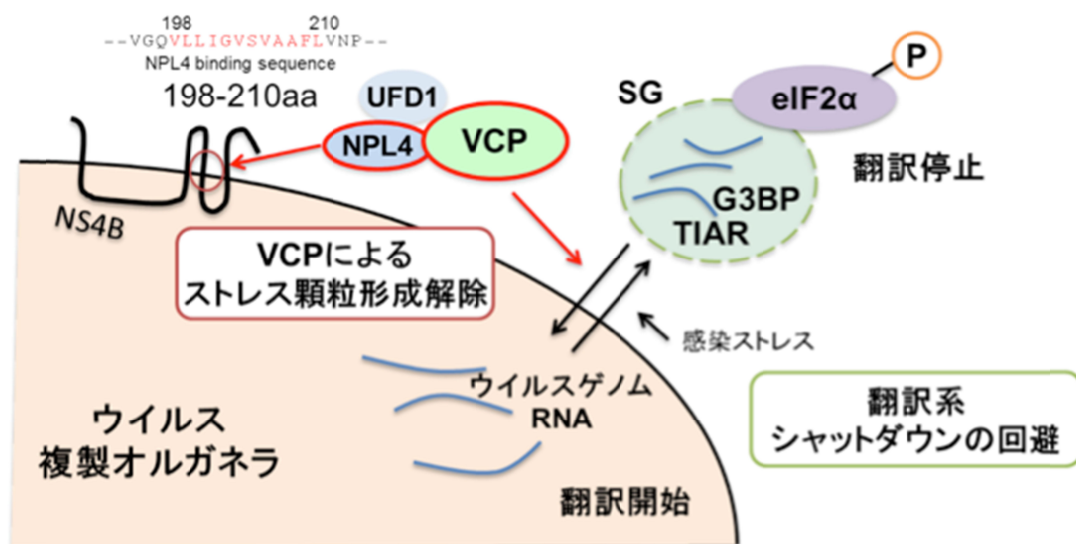 198 210
--VGQVLLIGVSVAAFLVNP--
NPL4 binding sequence
198-210aa
UFD1
NPL4
VCP
NS4B
SG
eIF2α
P
G3BP
TIAR
翻訳停止
VCPによる
ストレス顆粒形成解除
感染ストレス
ウイルスゲノム
RNA
ウイルス
複製オルガネラ
翻訳開始
翻訳系
シャットダウンの回避